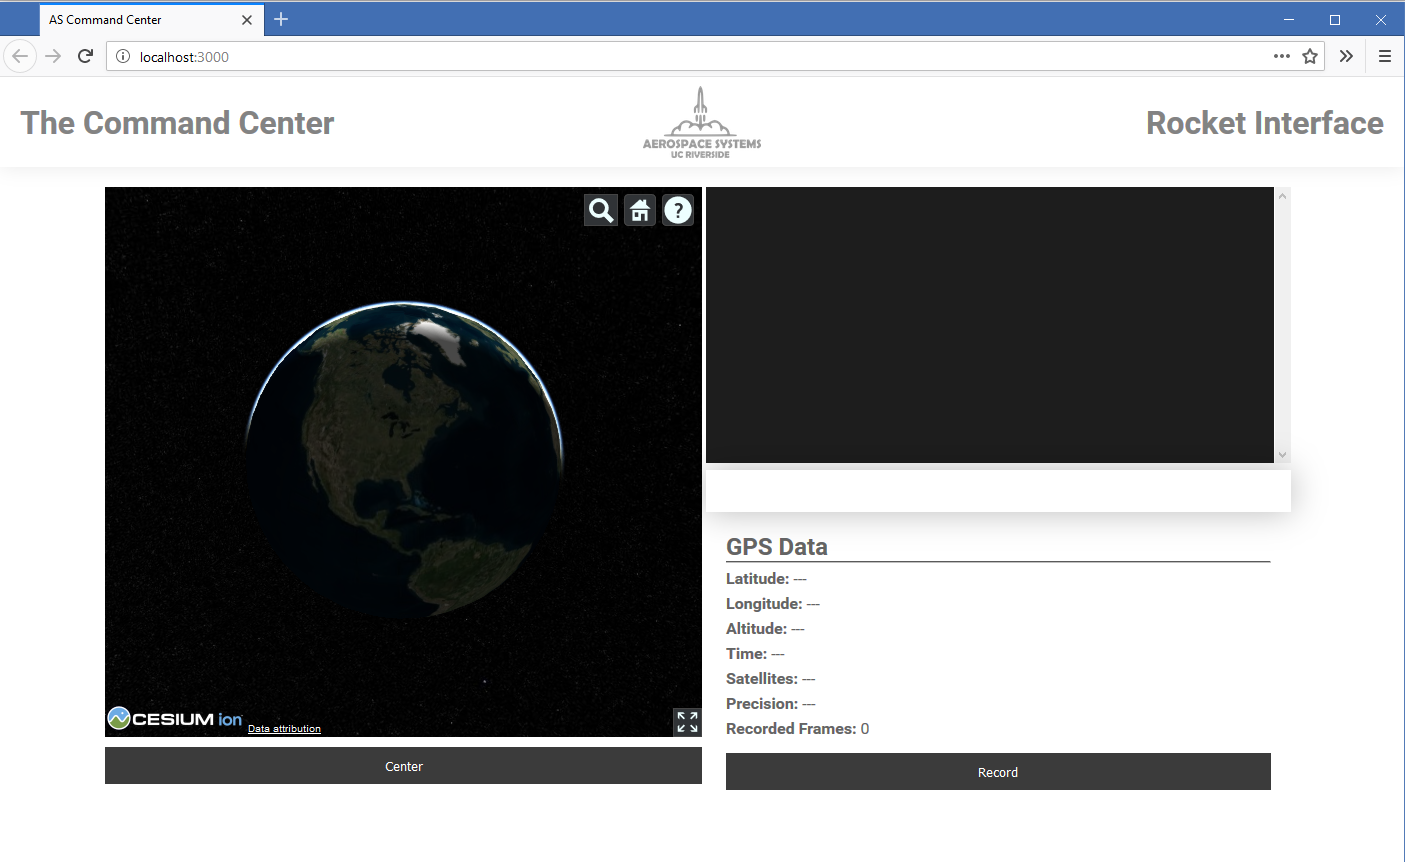 AS Command Center
localhost:3000
The Command Center
AEROSPACE SYSTEMS
UC RIVERSIDE
Rocket Interface
?
CESIUM ion
Data attribution
Center
GPS Data
Latitude: ---
Longitude: ---
Altitude: ---
Time: ---
Satellites: ---
Precision: ---
Recorded Frames: 0
Record